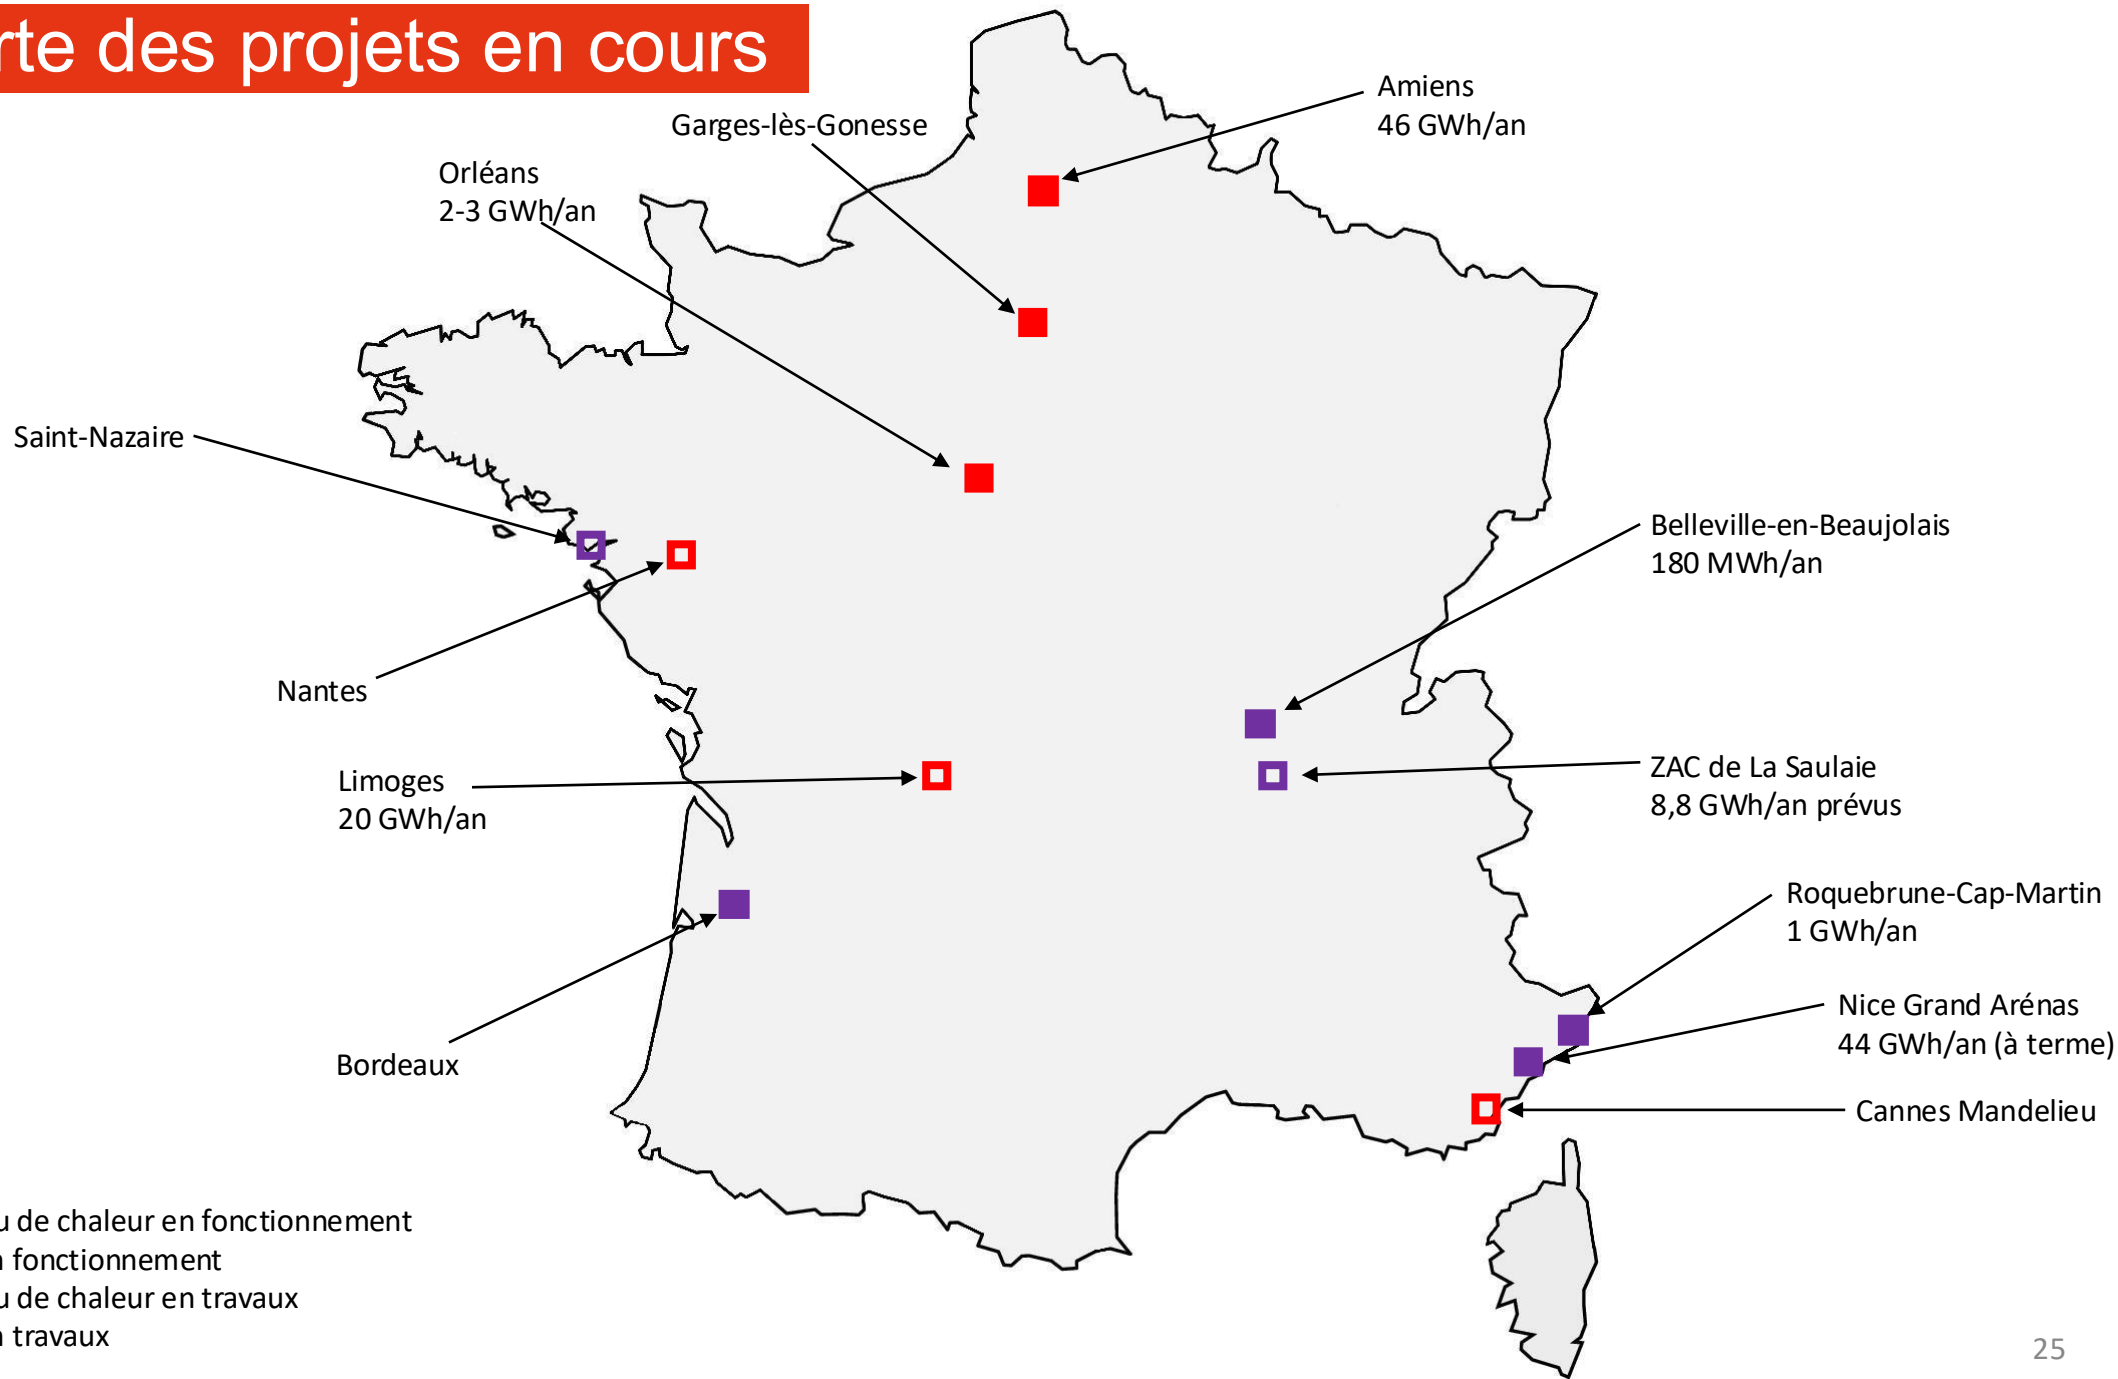 rte des projets en cours
Amiens
46 GWh/an
Garges-lès-Gonesse
Orléans
2-3 GWh/an
Saint-Nazaire
Belleville-en-Beaujolais
180 MWh/an
Nantes
Limoges
20 GWh/an
ZAC de La Saulaie
8,8 GWh/an prévus
Roquebrune-Cap-Martin
1 GWh/an
Nice Grand Arénas
44 GWh/an (à terme)
Bordeaux
Cannes Mandelieu
u de chaleur en fonctionnement
n fonctionnement
u de chaleur en travaux
n travaux
25